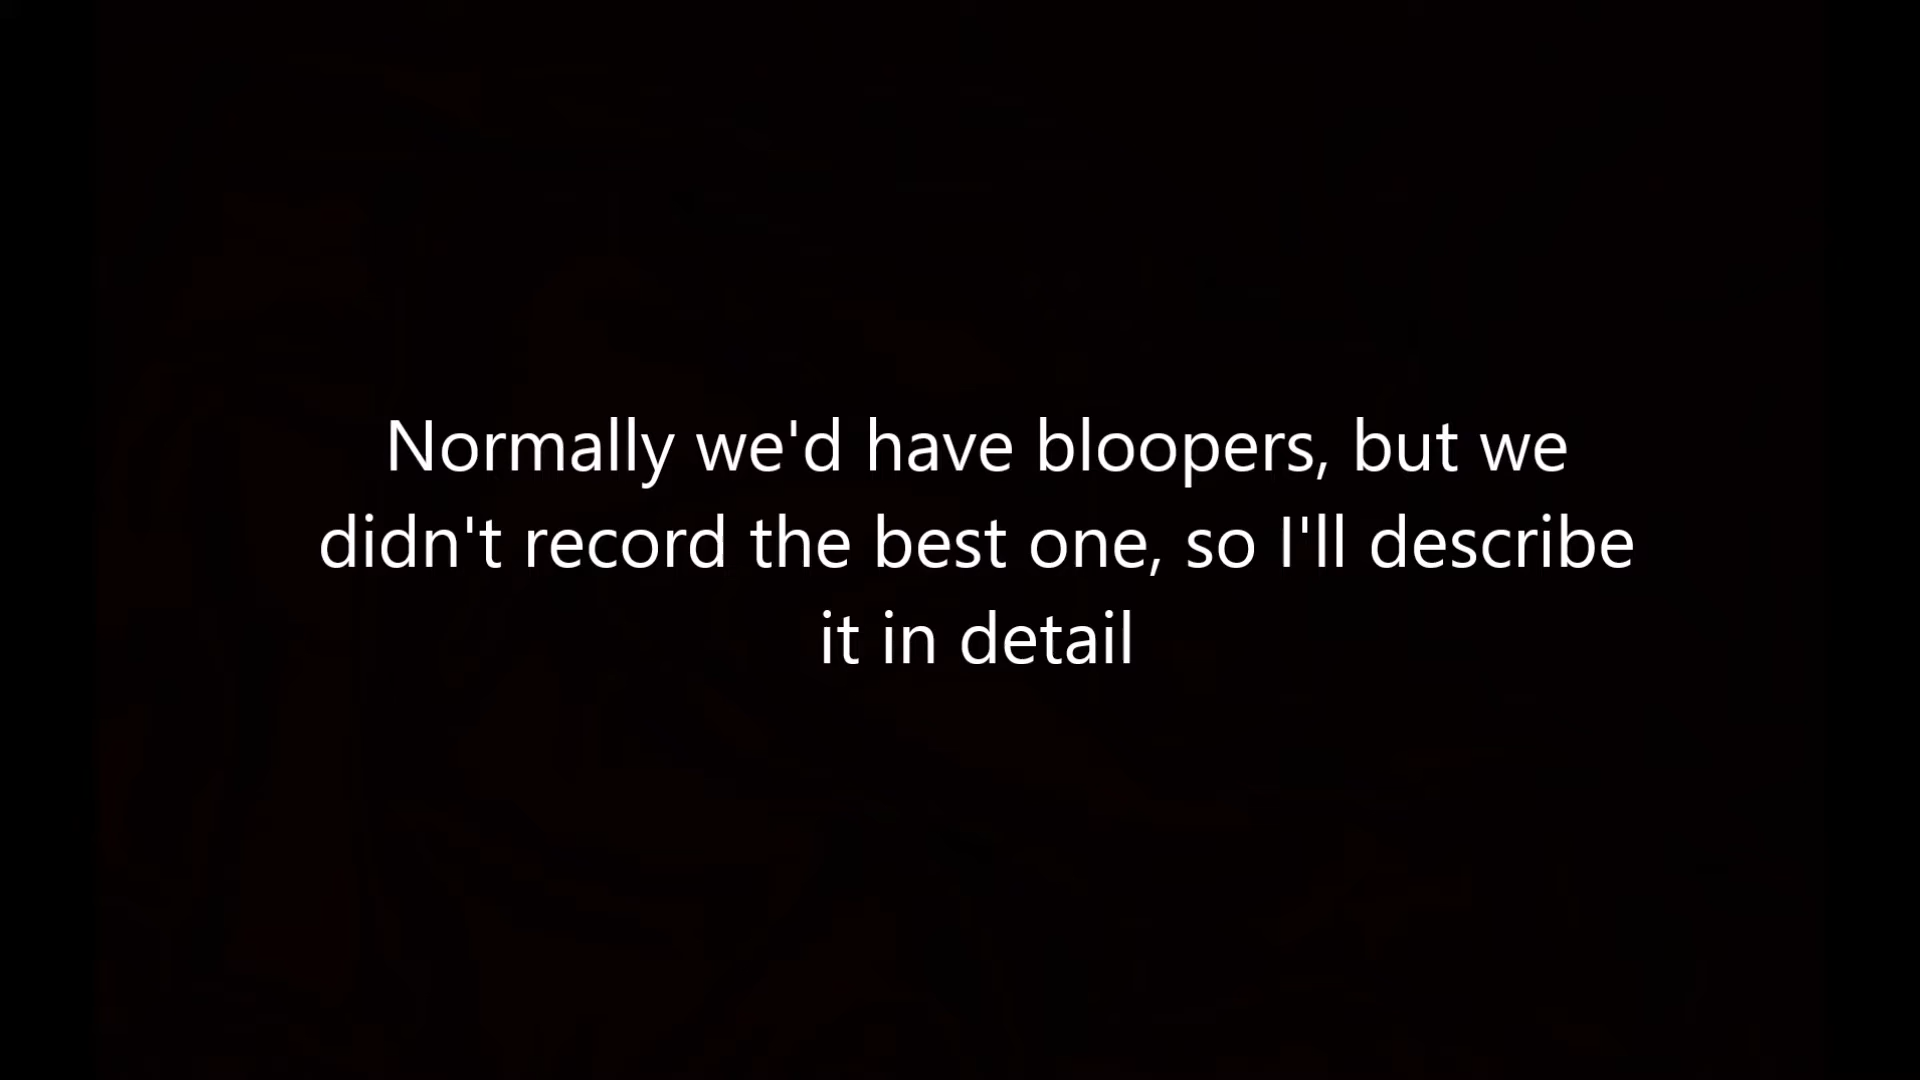 Normally we'd have bloopers, but we
didn't record the best one, so I'll describe
it in detail